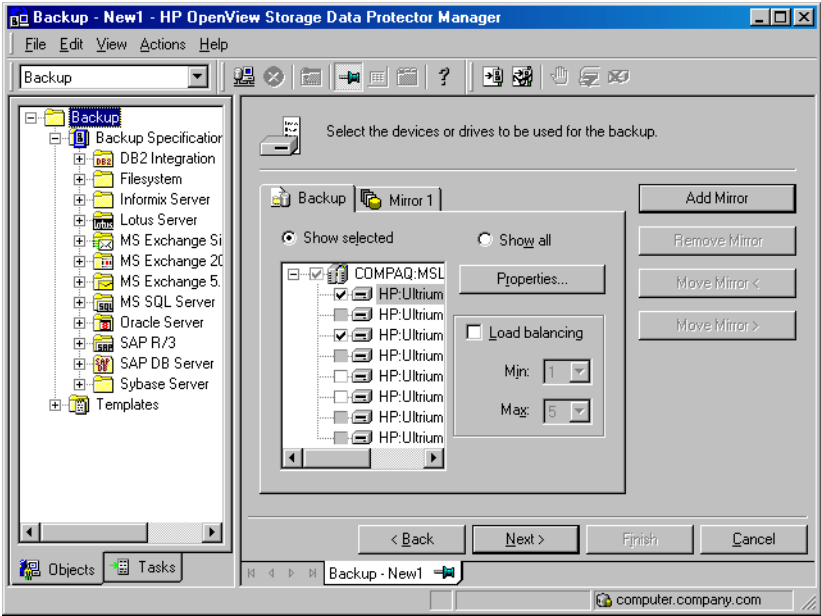 Backup - New1 - HP OpenView Storage Data Protector Manager
File Edit View Actions Help
Backup
?
Backup
Backup Specification
DB2 Integration
Filesystem
Informix Server
Lotus Server
MS Exchange Si
MS Exchange 20
MS Exchange 5.
MS SQL Server
Oracle Server
SAP R/3
SAP DB Server
Sybase Server
Templates
Objects
Tasks
Select the devices or drives to be used for the backup.
Backup
Mirror 1
Show selected
Show all
COMPAQ:MSL
HP:Ultrium
HP:Ultrium
HP:Ultrium
HP:Ultrium
HP:Ultrium
HP:Ultrium
HP:Ultrium
HP:Ultrium
Properties...
Load balancing
Min: 1
Max: 5
Add Mirror
Remove Mirror
Move Mirror <
Move Mirror >
< Back
Next >
Finish
Cancel
Backup - New1
computer.company.com